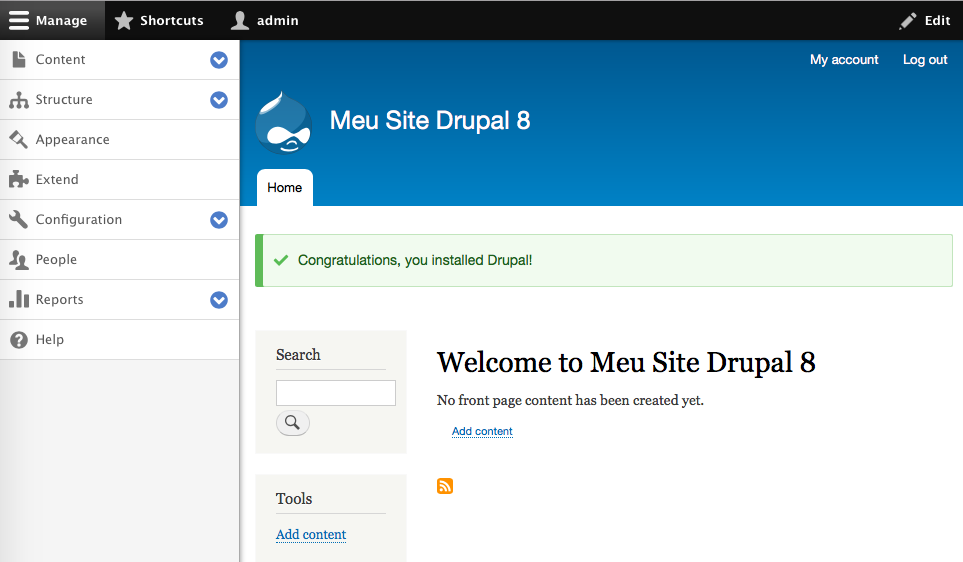 Manage Shortcuts admin Edit
Content
Structure
Appearance
Extend
Configuration
People
Reports
Help
My account Log out
Meu Site Drupal 8
Home
Congratulations, you installed Drupal!
Search
Tools
Add content
Welcome to Meu Site Drupal 8
No front page content has been created yet.
Add content